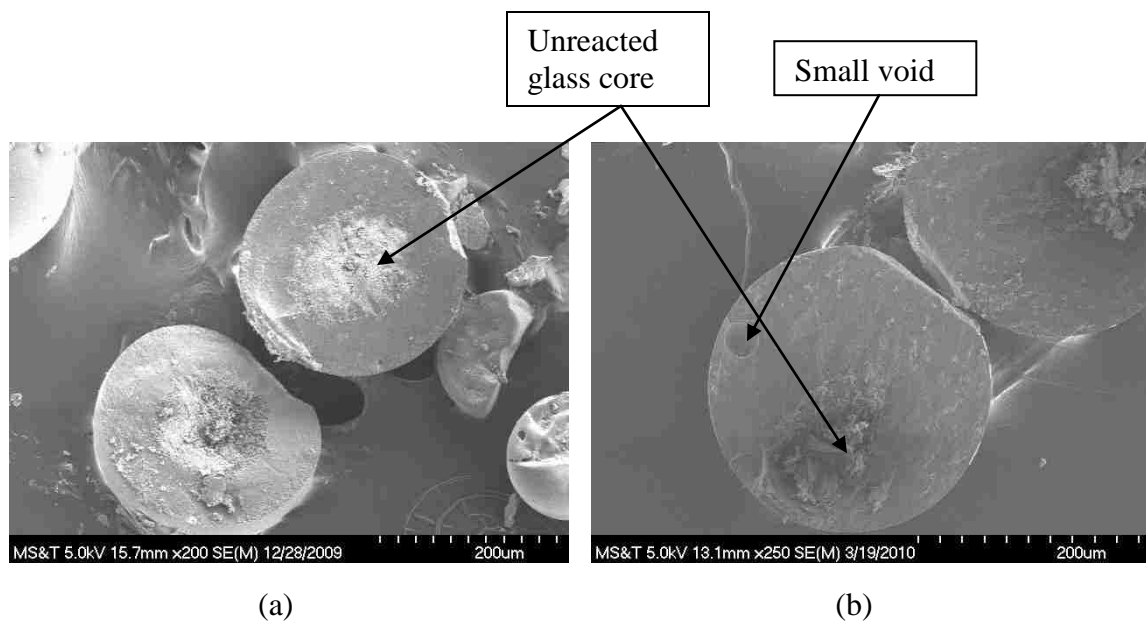 Unreacted
glass core
Small void
MS&T 5.0kV 15.7mm x200 SE(M) 12/28/2009
200um
MS&T 5.0kV 13.1mm x250 SE(M) 3/19/2010
200um
(a)
(b)